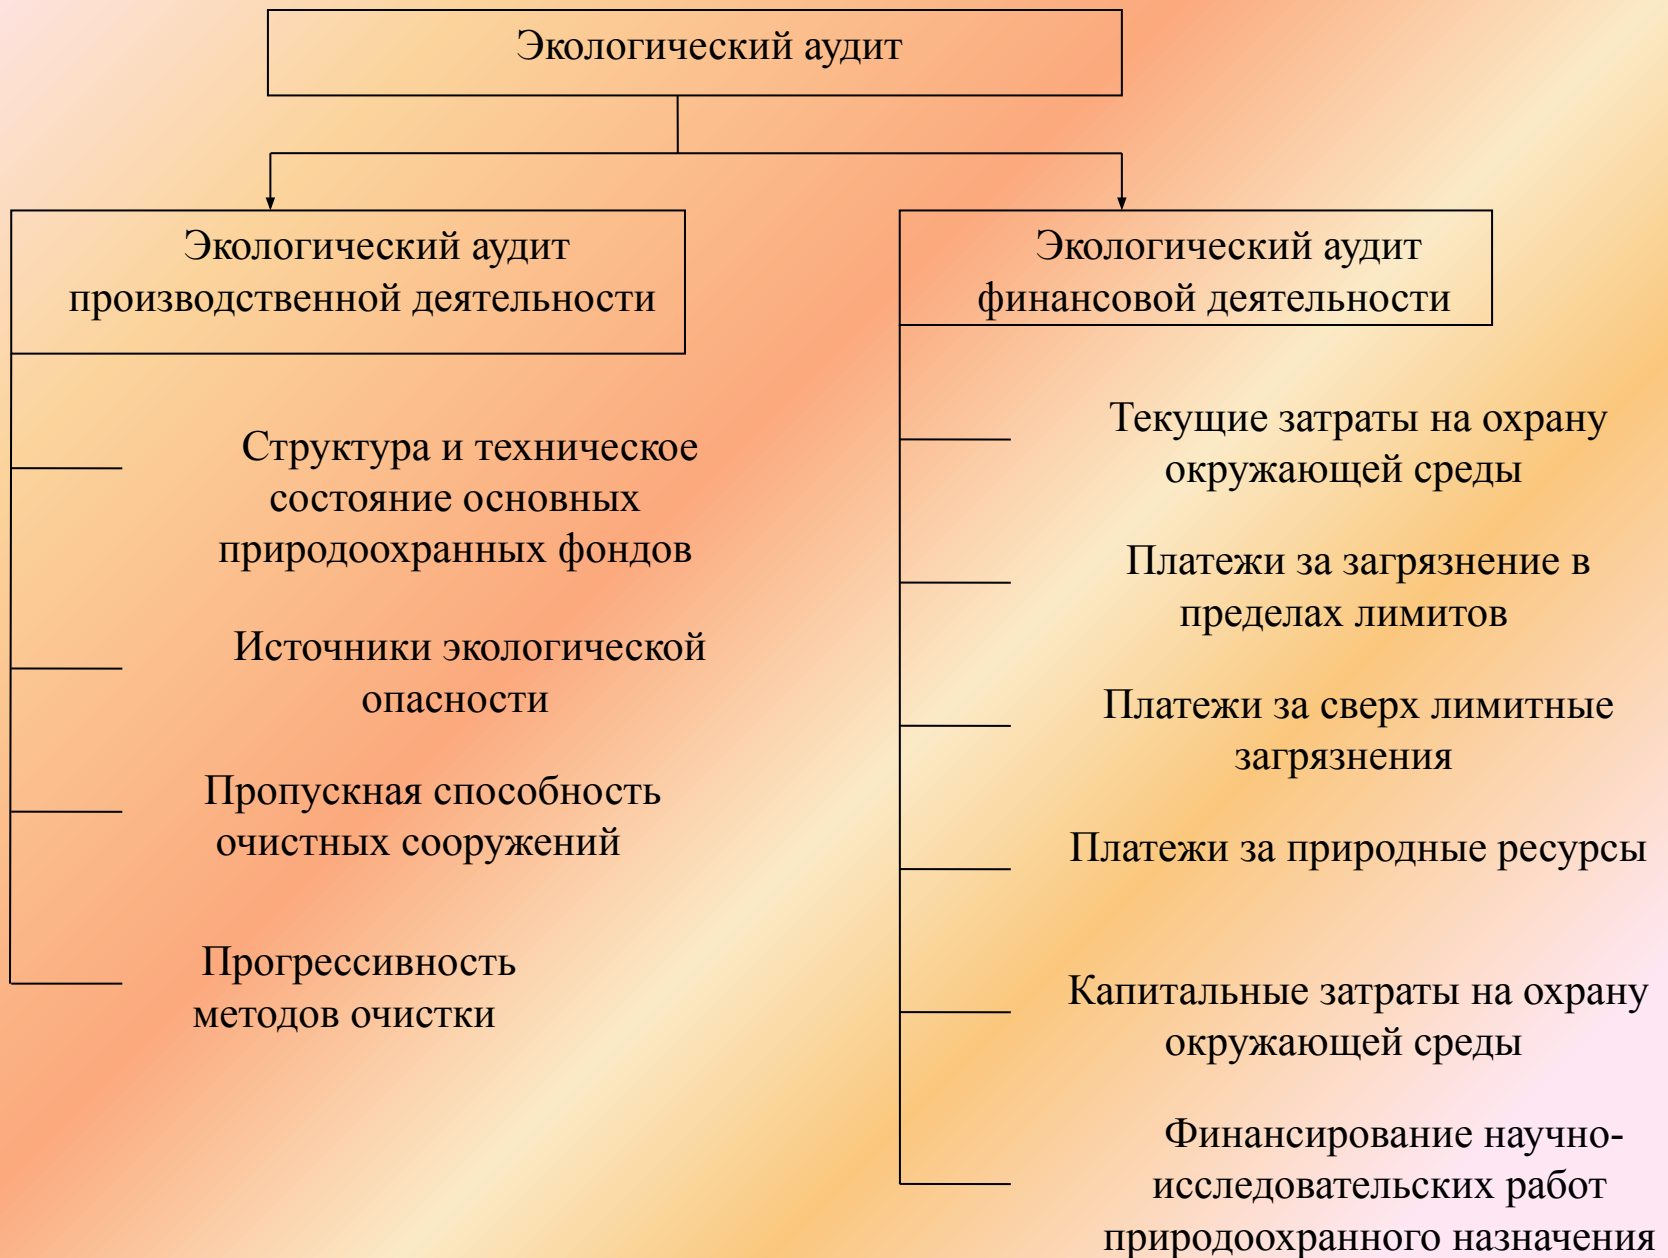 Экологический аудит
Экологический аудит
производственной деятельности
Структура и техническое
состояние основных
природоохранных фондов
Источники экологической
опасности
Пропускная способность
очистных сооружений
Прогрессивность
методов очистки
Экологический аудит
финансовой деятельности
Текущие затраты на охрану
окружающей среды
Платежи за загрязнение в
пределах лимитов
Платежи за сверх лимитные
загрязнения
Платежи за природные ресурсы
Капитальные затраты на охрану
окружающей среды
Финансирование научно-
исследовательских работ
природоохранного назначения